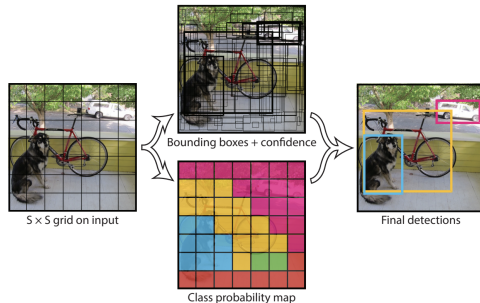 Bounding boxes + confidence
S × S grid on input
Final detections
Class probability map